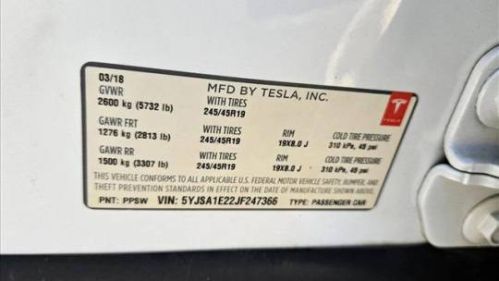 03/18 MFD BY TESLA, INC.
GVWR WITH TIRES
2600 kg (5732 lb) 245/45R19
GAWR FRT WITH TIRES RIM COLD TIRE PRESSURE
1276 kg (2813 lb) 245/45R19 19X8.0 J 310 kPa, 45 psi
GAWR RR WITH TIRES RIM COLD TIRE PRESSURE
1500 kg (3307 lb) 245/45R19 19X8.0 J 310 kPa, 45 psi
THIS VEHICLE CONFORMS TO ALL APPLICABLE U.S. FEDERAL MOTOR VEHICLE SAFETY, BUMPER, AND
THEFT PREVENTION STANDARDS IN EFFECT ON THE DATE OF MANUFACTURE SHOWN ABOVE.
PNT: PPSW VIN: 5YJSA1E22JF247366 TYPE: PASSENGER CAR
TESLA